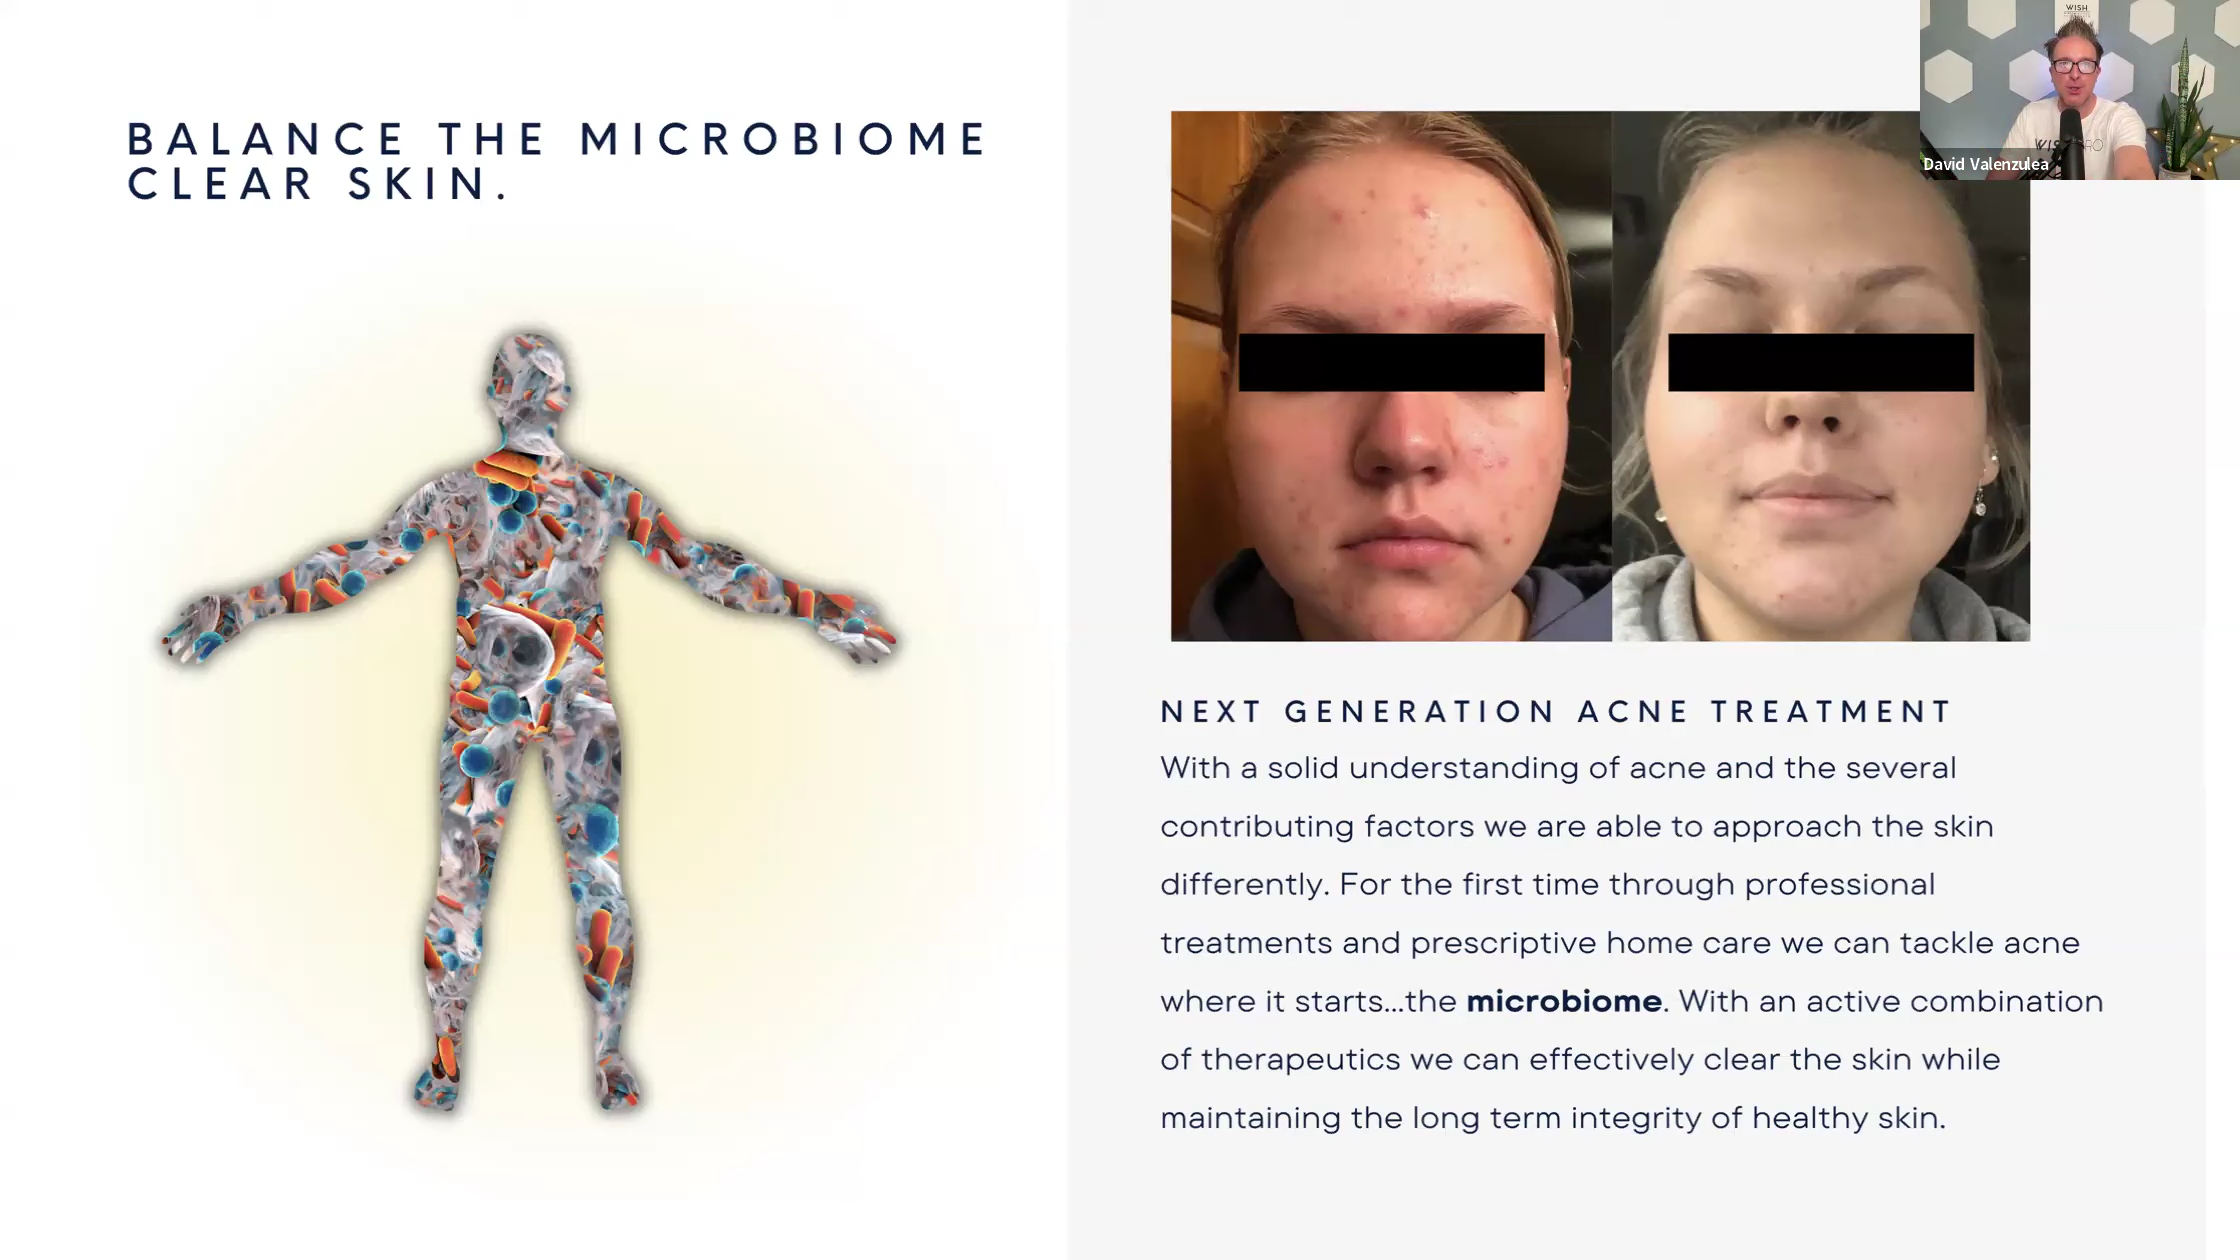 BALANCE THE MICROBIOME
CLEAR SKIN.
WISH
David Valenzulea
NEXT GENERATION ACNE TREATMENT
With a solid understanding of acne and the several
contributing factors we are able to approach the skin
differently. For the first time through professional
treatments and prescriptive home care we can tackle acne
where it starts...the microbiome. With an active combination
of therapeutics we can effectively clear the skin while
maintaining the long term integrity of healthy skin.